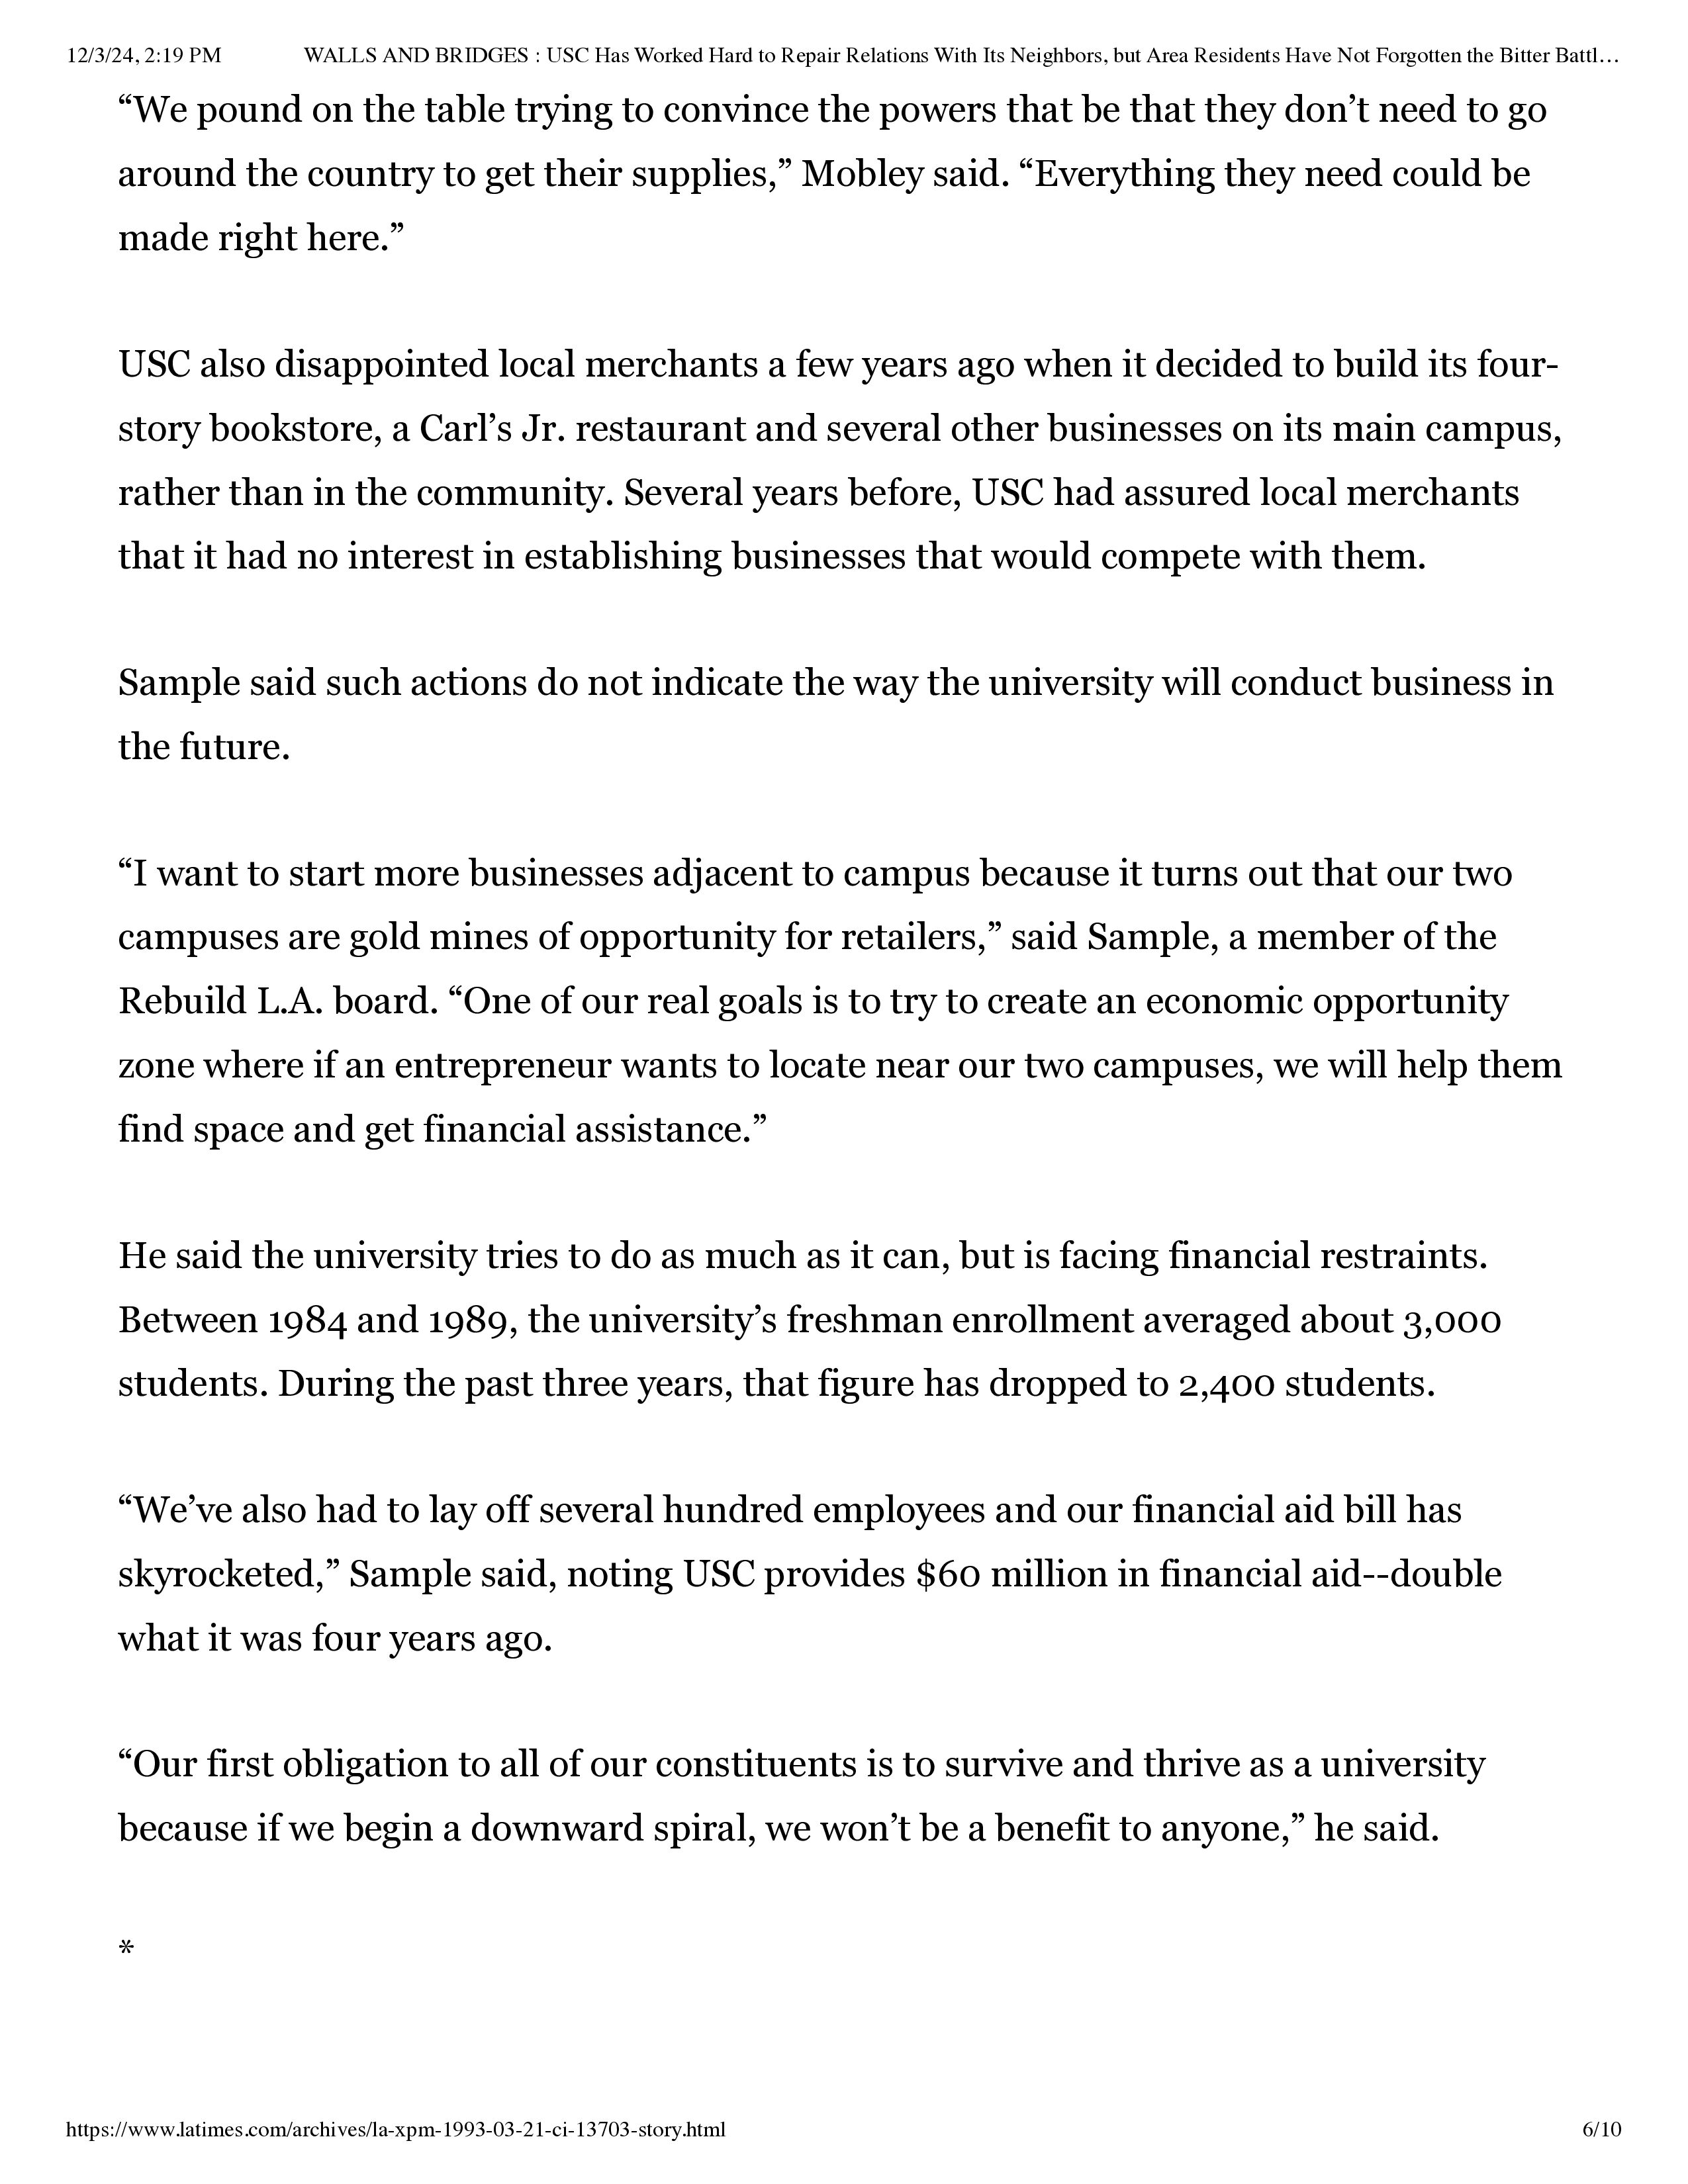 12/3/24, 2:19 PM WALLS AND BRIDGES : USC Has Worked Hard to Repair Relations With Its Neighbors, but Area Residents Have Not Forgotten the Bitter Battl…
“We pound on the table trying to convince the powers that be that they don’t need to go
around the country to get their supplies,” Mobley said. “Everything they need could be
made right here.”
USC also disappointed local merchants a few years ago when it decided to build its four-
story bookstore, a Carl’s Jr. restaurant and several other businesses on its main campus,
rather than in the community. Several years before, USC had assured local merchants
that it had no interest in establishing businesses that would compete with them.
Sample said such actions do not indicate the way the university will conduct business in
the future.
“I want to start more businesses adjacent to campus because it turns out that our two
campuses are gold mines of opportunity for retailers,” said Sample, a member of the
Rebuild L.A. board. “One of our real goals is to try to create an economic opportunity
zone where if an entrepreneur wants to locate near our two campuses, we will help them
find space and get financial assistance.”
He said the university tries to do as much as it can, but is facing financial restraints.
Between 1984 and 1989, the university’s freshman enrollment averaged about 3,000
students. During the past three years, that figure has dropped to 2,400 students.
“We’ve also had to lay off several hundred employees and our financial aid bill has
skyrocketed,” Sample said, noting USC provides $60 million in financial aid--double
what it was four years ago.
“Our first obligation to all of our constituents is to survive and thrive as a university
because if we begin a downward spiral, we won’t be a benefit to anyone,” he said.
*
https://www.latimes.com/archives/la-xpm-1993-03-21-ci-13703-story.html 6/10